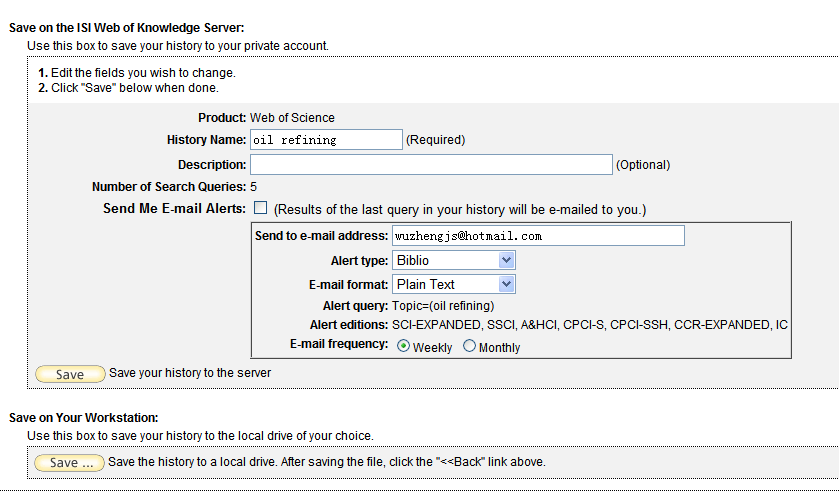 Save on the ISI Web of Knowledge Server:
Use this box to save your history to your private account.
1. Edit the fields you wish to change.
2. Click "Save" below when done.
Product: Web of Science
History Name: oil refining (Required)
Description: (Optional)
Number of Search Queries: 5
Send Me E-mail Alerts: (Results of the last query in your history will be e-mailed to you.)
Send to e-mail address: wuzhengjs@hotmail.com
Alert type: Biblio
E-mail format: Plain Text
Alert query: Topic=(oil refining)
Alert editions: SCI-EXPANDED, SSCI, A&HCI, CPCI-S, CPCI-SSH, CCR-EXPANDED, IC
E-mail frequency: Weekly Monthly
Save Save your history to the server
Save on Your Workstation:
Use this box to save your history to the local drive of your choice.
Save ... Save the history to a local drive. After saving the file, click the "<<Back" link above.